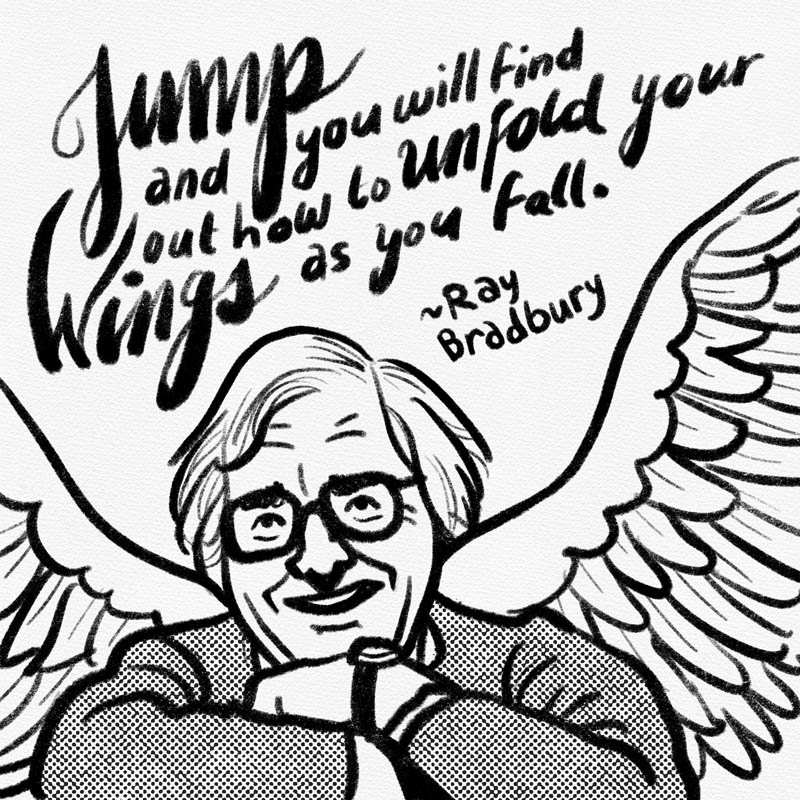 Jump
and you will find
out how to unfold your
Wings as you fall.
~Ray
Bradbury